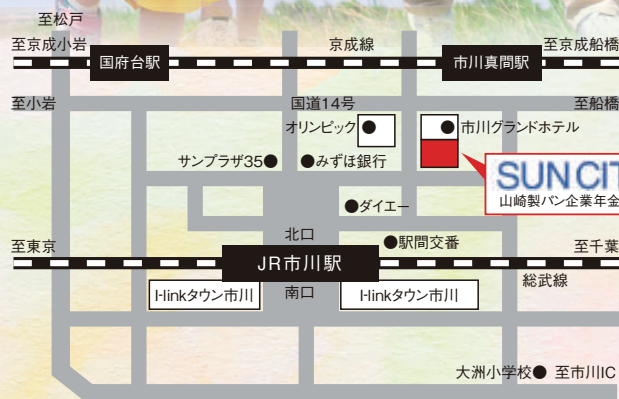 至松戸
至京成小岩
京成線
至京成船橋
国府台駅
市川真間駅
至小岩
国道14号
至船橋
オリンピック●
●市川グランドホテル
サンプラザ35●
●みずほ銀行
SUN CIT
山崎製パン企業年金
●ダイエー
北口
●駅間交番
至東京
JR市川駅
至千葉
総武線
I-linkタウン市川
南口
I-linkタウン市川
大洲小学校●
至市川IC